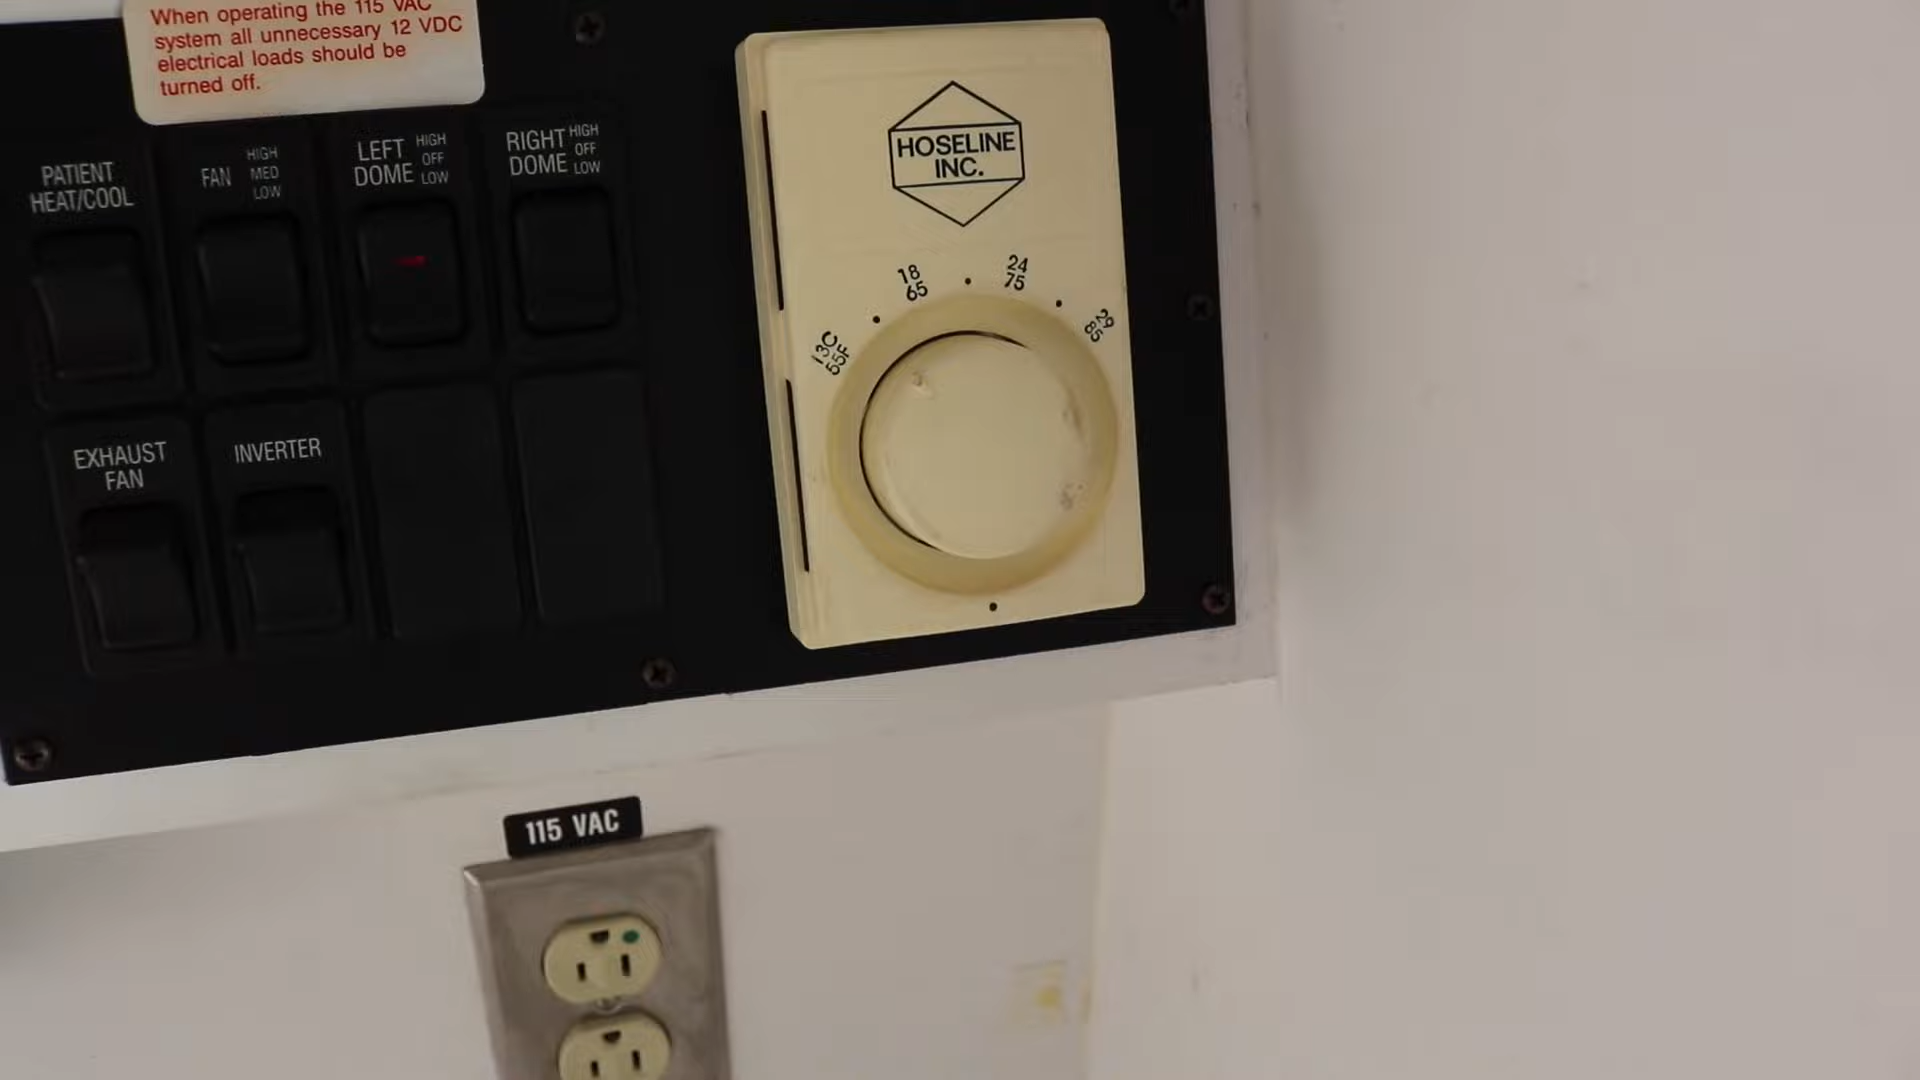 When operating the 115 VAC
system all unnecessary 12 VDC
electrical loads should be
turned off.
PATIENT
HEAT/COOL
FAN
HIGH
MED
LOW
LEFT
DOME
HIGH
OFF
LOW
RIGHT
DOME
HIGH
OFF
LOW
EXHAUST
FAN
INVERTER
HOSELINE
INC.
13C
55F
18
65
24
75
29
85
115 VAC